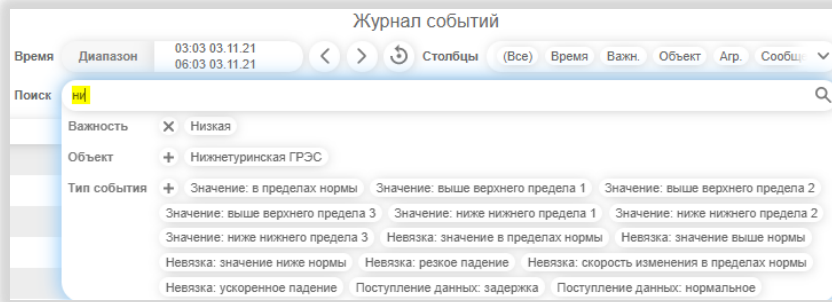 Журнал событий
Время Диапазон 03:03 03.11.21 06:03 03.11.21 Столбцы (Все) Время Важн. Объект Агр. Сообщ
Поиск ни
Важность Низкая
Объект Нижнетуринская ГРЭС
Тип события Значение: в пределах нормы Значение: выше верхнего предела 1 Значение: выше верхнего предела 2
Значение: выше верхнего предела 3 Значение: ниже нижнего предела 1 Значение: ниже нижнего предела 2
Значение: ниже нижнего предела 3 Невязка: значение в пределах нормы Невязка: значение выше нормы
Невязка: значение ниже нормы Невязка: резкое падение Невязка: скорость изменения в пределах нормы
Невязка: ускоренное падение Поступление данных: задержка Поступление данных: нормальное